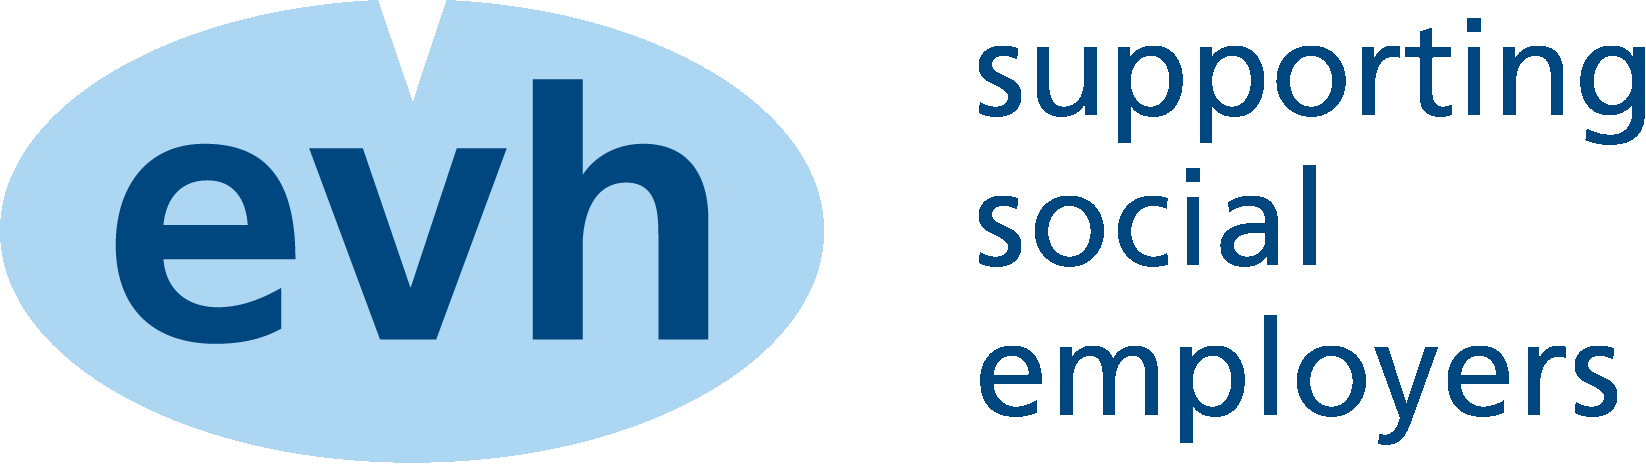 evh
supporting
social
employers